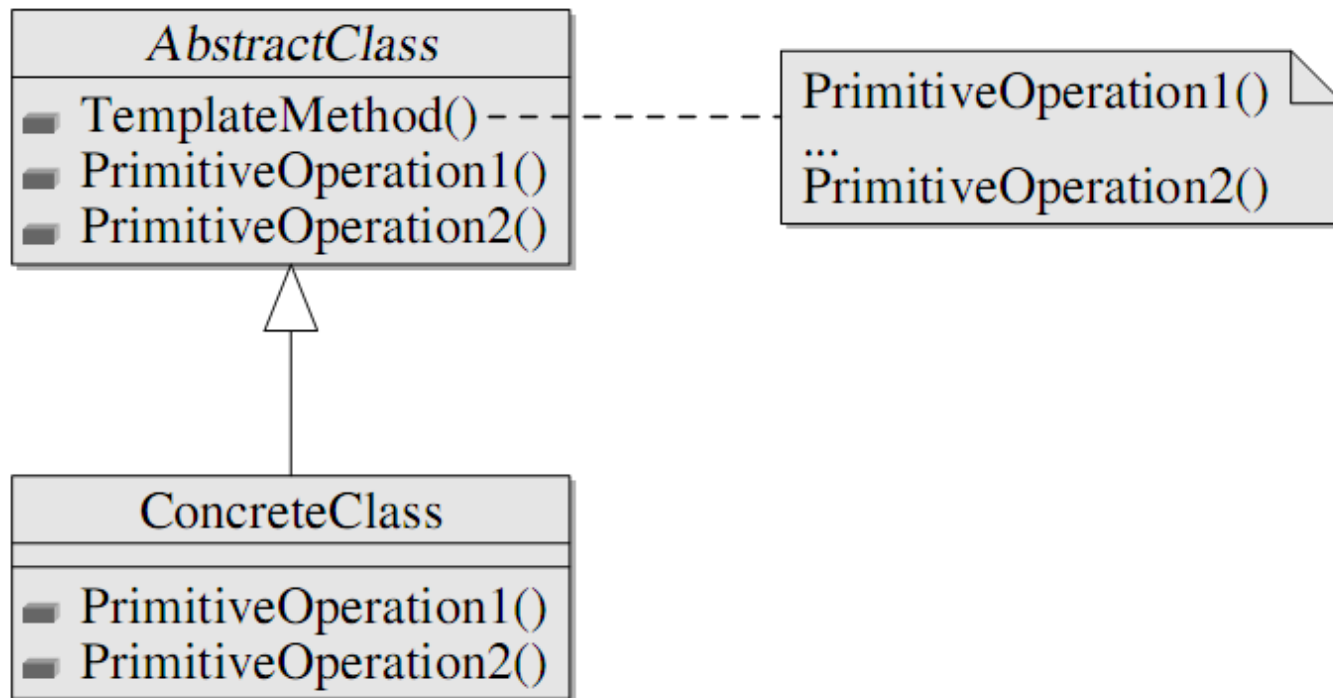 AbstractClass
TemplateMethod()
PrimitiveOperation1()
PrimitiveOperation2()
PrimitiveOperation1()
...
PrimitiveOperation2()
ConcreteClass
PrimitiveOperation1()
PrimitiveOperation2()